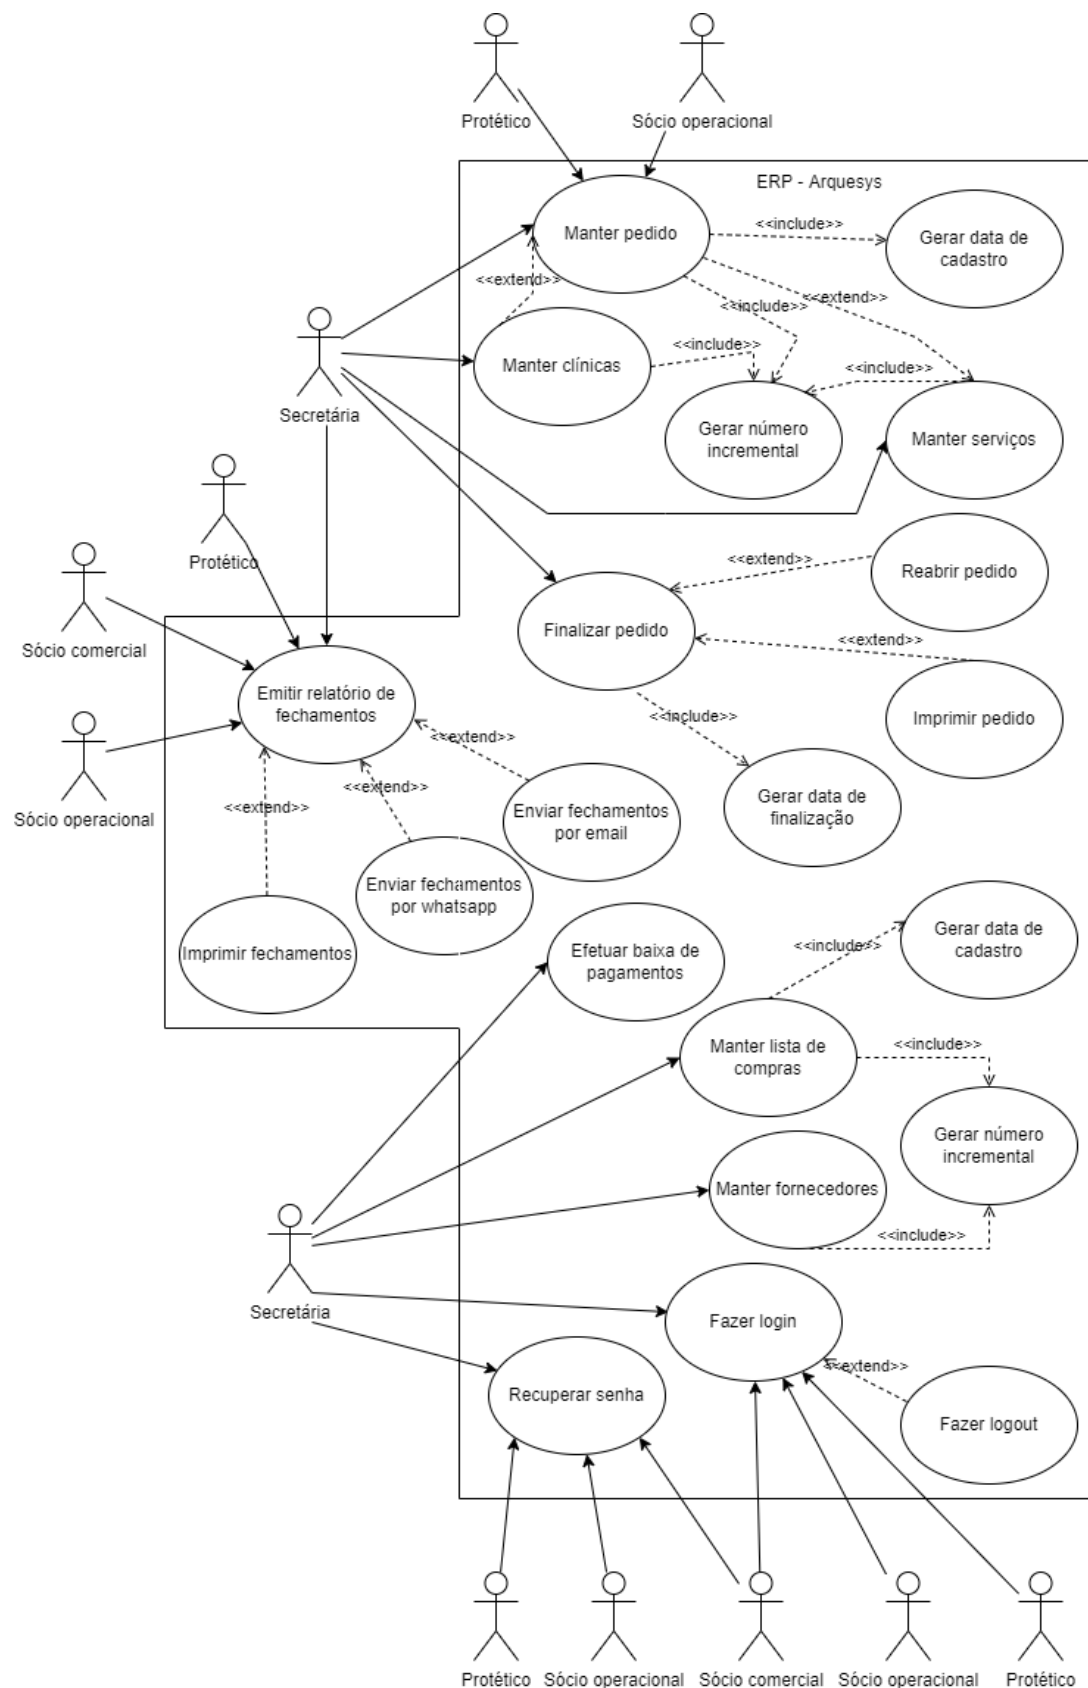 Protético
Sócio operacional
ERP - Arquesys
Manter pedido
<<include>>
Gerar data de
cadastro
<<extend>>
<<include>>
<<extend>>
Secretária
Manter clínicas
<<include>>
<<include>>
Gerar número
incremental
Manter serviços
Protético
<<extend>>
Reabrir pedido
Sócio comercial
Finalizar pedido
<<extend>>
Emitir relatório de
fechamentos
<<include>>
Imprimir pedido
<<extend>>
Sócio operacional
<<extend>>
<<extend>>
Enviar fechamentos
por email
Gerar data de
finalização
Enviar fechamentos
por whatsapp
Imprimir fechamentos
Efetuar baixa de
pagamentos
<<include>>
Gerar data de
cadastro
Manter lista de
compras
<<include>>
Gerar número
incremental
Manter fornecedores
<<include>>
Secretária
Fazer login
<<extend>>
Recuperar senha
Fazer logout
Protético
Sócio operacional
Sócio comercial
Sócio operacional
Protético